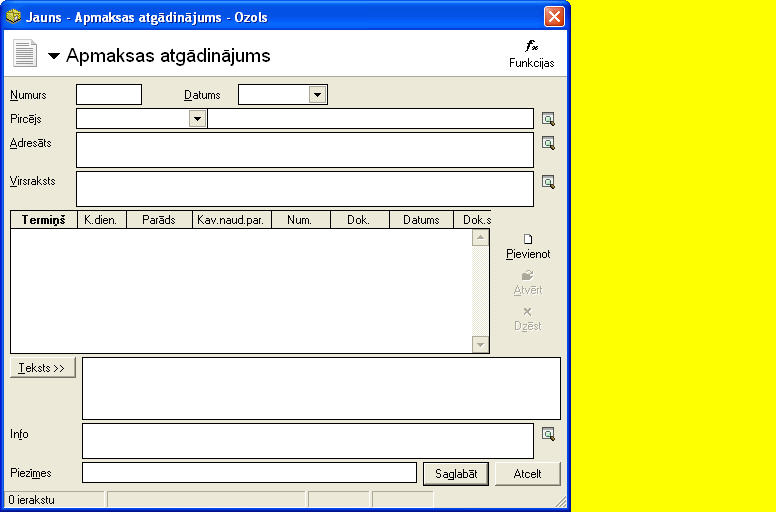 Jauns - Apmaksas atgādinājums - Ozols
Apmaksas atgādinājums
Funkcijas
Numurs Datums
Pircējs
Adresāts
Virsraksts
Termiņš K.dien. Parāds Kav.naud.par. Num. Dok. Datums Dok.s
Pievienot
Atvērt
Dzēst
Teksts >>
Info
Piezīmes Saglabāt Atcelt
0 ierakstu